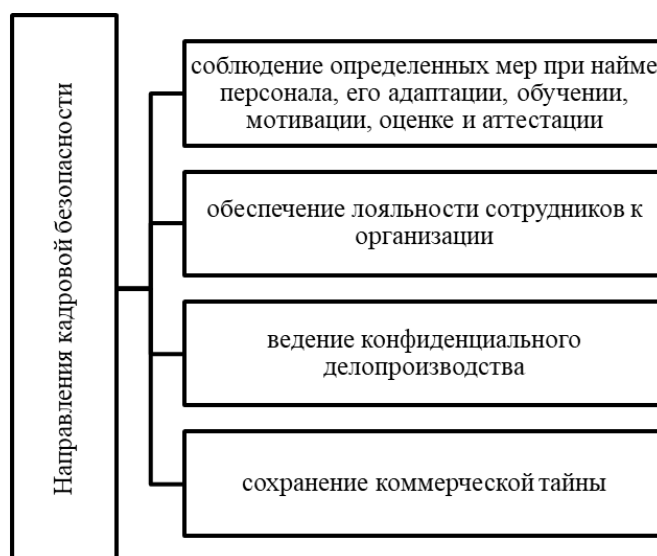 Направления кадровой безопасности
соблюдение определенных мер при найме
персонала, его адаптации, обучении,
мотивации, оценке и аттестации
обеспечение лояльности сотрудников к
организации
ведение конфиденциального
делопроизводства
сохранение коммерческой тайны